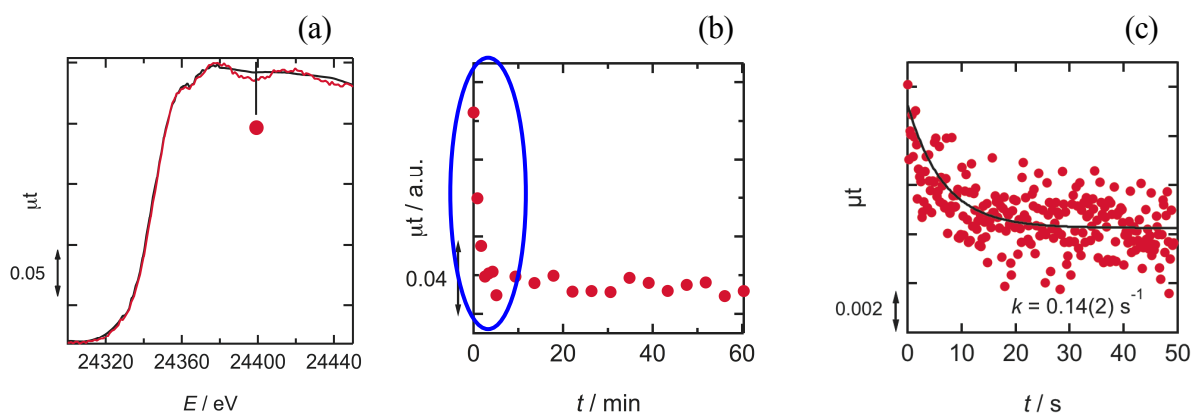 (a)
μt
0.05
24320 24360 24400 24440
E / eV
(b)
μt / a.u.
0.04
0 20 40 60
t / min
(c)
μt
0.002
k = 0.14(2) s⁻¹
0 10 20 30 40 50
t / s